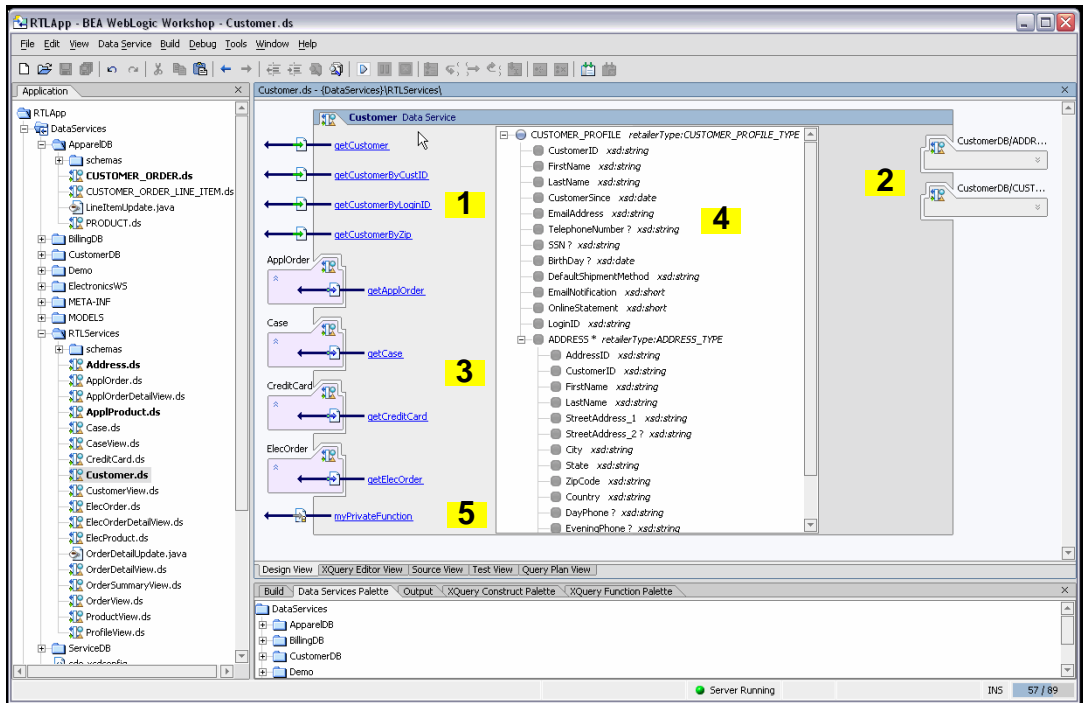 RTLApp - BEA WebLogic Workshop - Customer.ds
File Edit View Data Service Build Debug Tools Window Help
Application
RTLApp
DataServices
ApparelDB
schemas
CUSTOMER_ORDER.ds
CUSTOMER_ORDER_LINE_ITEM.ds
LineItemUpdate.java
PRODUCT.ds
BillingDB
CustomerDB
Demo
ElectronicsWS
META-INF
MODELS
RTLServices
schemas
Address.ds
ApplOrder.ds
ApplOrderDetailView.ds
ApplProduct.ds
Case.ds
CaseView.ds
CreditCard.ds
Customer.ds
CustomerView.ds
ElecOrder.ds
ElecOrderDetailView.ds
ElecProduct.ds
OrderDetailUpdate.java
OrderDetailView.ds
OrderSummaryView.ds
OrderView.ds
ProductView.ds
ProfileView.ds
ServiceDB
Customer.ds - {DataServices}\RTLServices\
Customer Data Service
getCustomer
getCustomerByCustID
getCustomerByLoginID
getCustomerByZip
1
ApplOrder
getApplOrder
Case
getCase
3
CreditCard
getCreditCard
ElecOrder
getElecOrder
myPrivateFunction
5
CUSTOMER_PROFILE retailerType:CUSTOMER_PROFILE_TYPE
CustomerID xsd:string
FirstName xsd:string
LastName xsd:string
CustomerSince xsd:date
EmailAddress xsd:string
TelephoneNumber ? xsd:string
SSN ? xsd:string
BirthDay ? xsd:date
DefaultShipmentMethod xsd:string
EmailNotification xsd:short
OnlineStatement xsd:short
LoginID xsd:string
ADDRESS * retailerType:ADDRESS_TYPE
AddressID xsd:string
CustomerID xsd:string
FirstName xsd:string
LastName xsd:string
StreetAddress_1 xsd:string
StreetAddress_2 ? xsd:string
City xsd:string
State xsd:string
ZipCode xsd:string
Country xsd:string
DayPhone ? xsd:string
EveningPhone ? xsd:string
4
2
CustomerDB/ADDR...
CustomerDB/CUST...
Design View XQuery Editor View Source View Test View Query Plan View
Build Data Services Palette Output XQuery Construct Palette XQuery Function Palette
DataServices
ApparelDB
BillingDB
CustomerDB
Demo
Server Running
INS 57 / 89